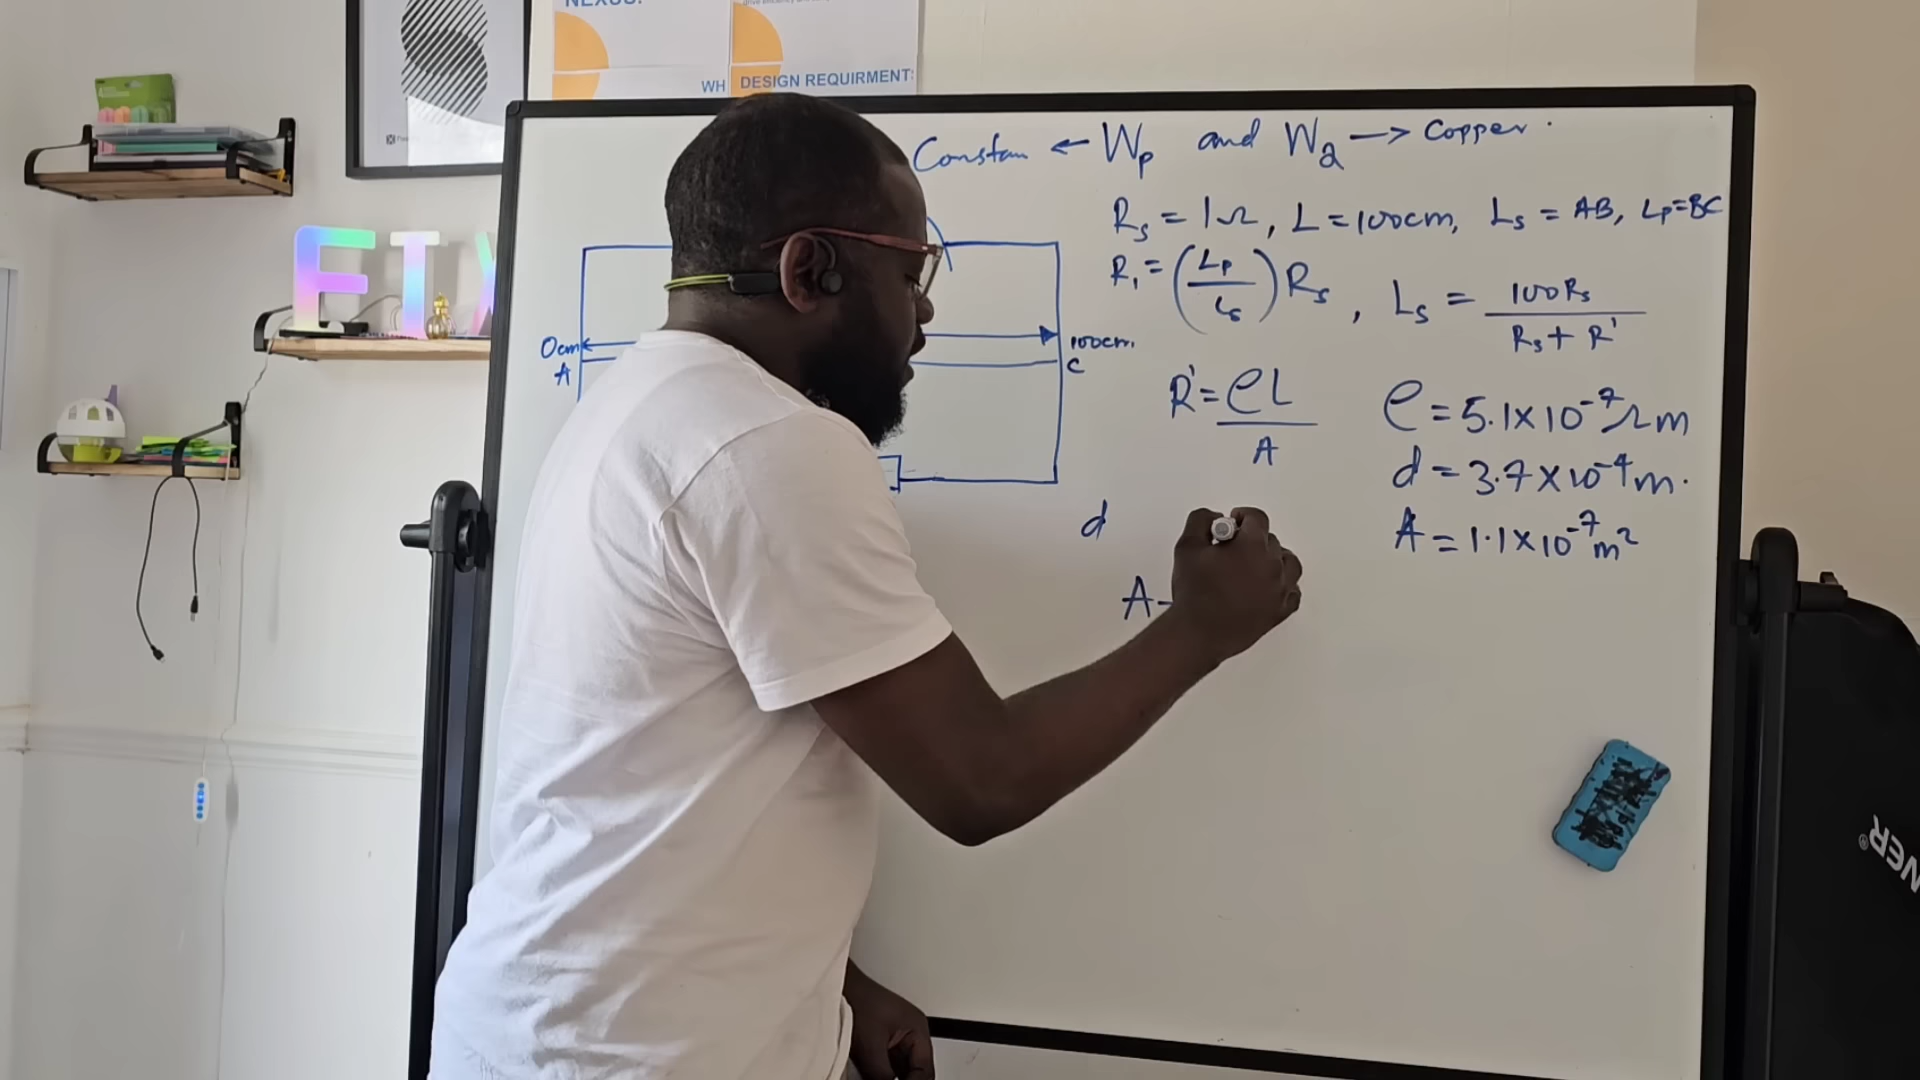 NEXUS.
WH
DESIGN REQUIRMENT:
Constan ← Wp and W2 → Copper.
Rs = 1Ω, L = 100cm, Ls = AB, Lp = BC
R1 = (Lp / Ls) Rs, Ls = 100Rs / Rs + R'
R' = ρL / A
ρ = 5.1 × 10⁻⁷ Ωm
d = 3.7 × 10⁻⁴ m.
A = 1.1 × 10⁻⁷ m²
d
A
0cm
A
100cm
C
FIX
NER®